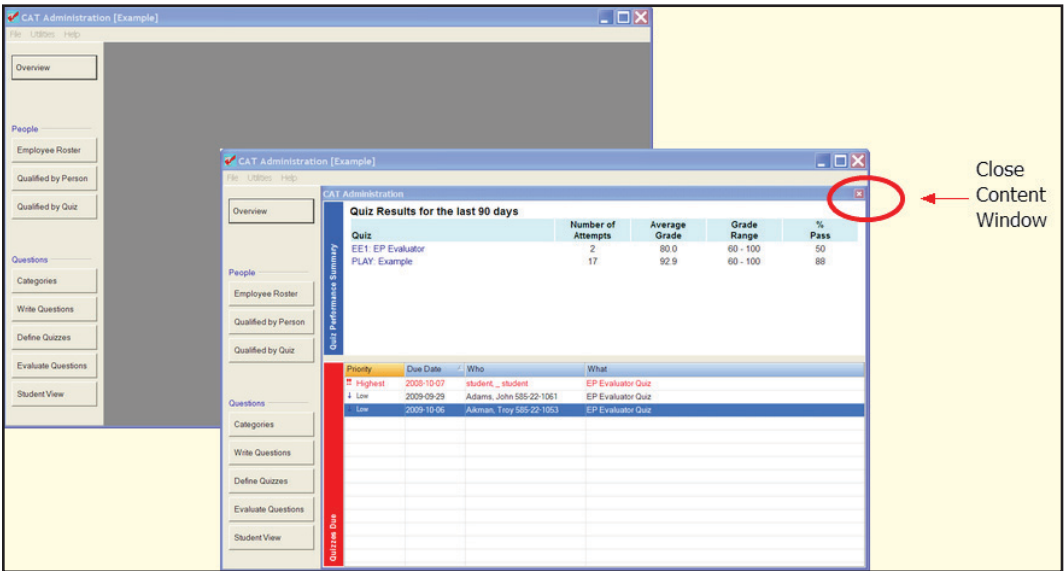 CAT Administration [Example]
File Utilities Help
Overview
People
Employee Roster
Qualified by Person
Qualified by Quiz
Questions
Categories
Write Questions
Define Quizzes
Evaluate Questions
Student View
CAT Administration [Example]
File Utilities Help
Overview
People
Employee Roster
Qualified by Person
Qualified by Quiz
Questions
Categories
Write Questions
Define Quizzes
Evaluate Questions
Student View
CAT Administration
Quiz Performance Summary
Quiz Results for the last 90 days
Quiz Number of Attempts Average Grade Grade Range % Pass
EE1: EP Evaluator 2 80.0 60 - 100 50
PLAY: Example 17 92.9 60 - 100 88
Quizzes Due
Priority Due Date Who What
!! Highest 2008-10-07 student, _ student EP Evaluator Quiz
↓ Low 2009-09-29 Adams, John 585-22-1061 EP Evaluator Quiz
↓ Low 2009-10-06 Aikman, Troy 585-22-1053 EP Evaluator Quiz
Close
Content
Window